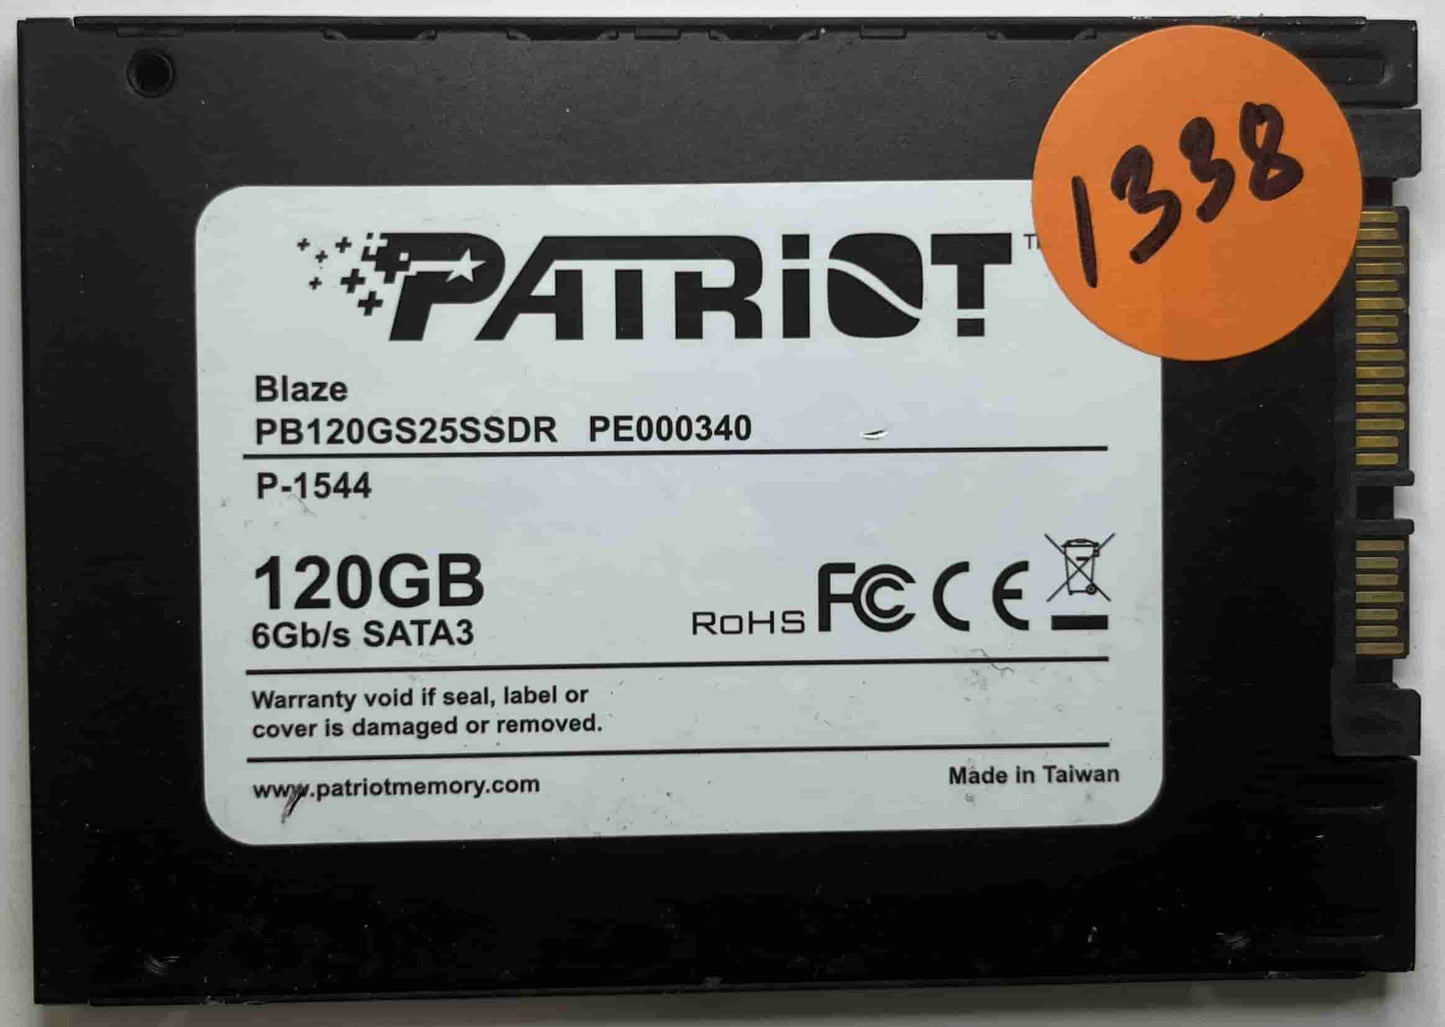 1338
PATRiOT
Blaze
PB120GS25SSDR PE000340
P-1544
120GB
6Gb/s SATA3
RoHS FC CE
Warranty void if seal, label or
cover is damaged or removed.
www.patriotmemory.com
Made in Taiwan